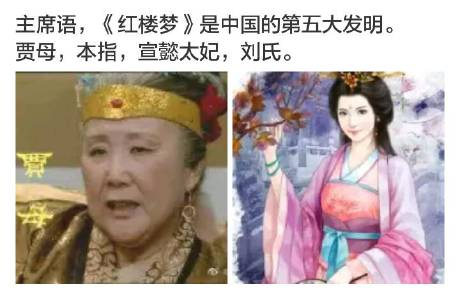 主席语，《红楼梦》是中国的第五大发明。
贾母，本指，宣懿太妃，刘氏。
賈母